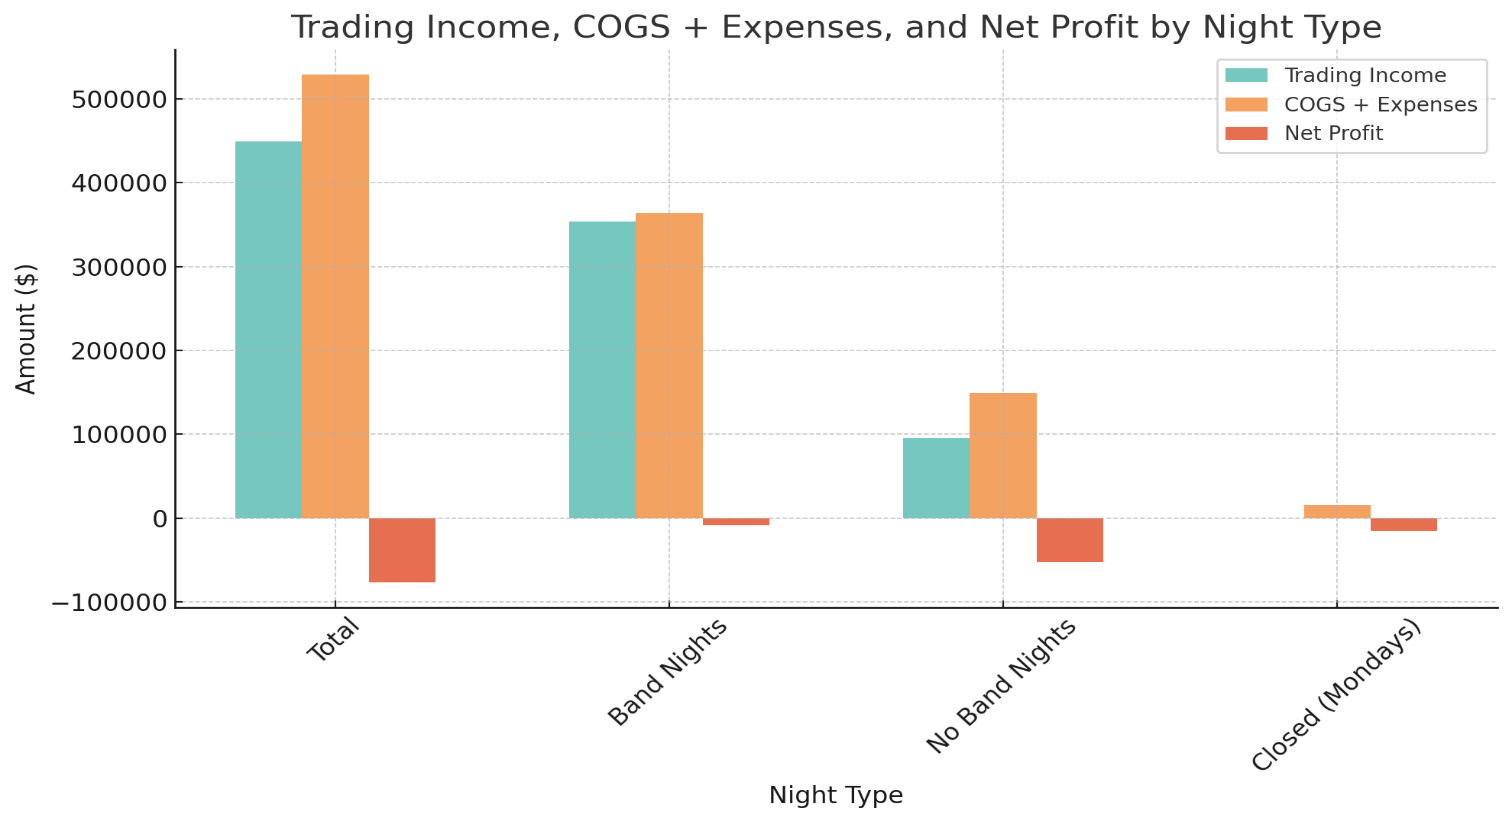 Trading Income, COGS + Expenses, and Net Profit by Night Type
Trading Income
COGS + Expenses
Net Profit
Amount ($)
500000
400000
300000
200000
100000
0
−100000
Total
Band Nights
No Band Nights
Closed (Mondays)
Night Type